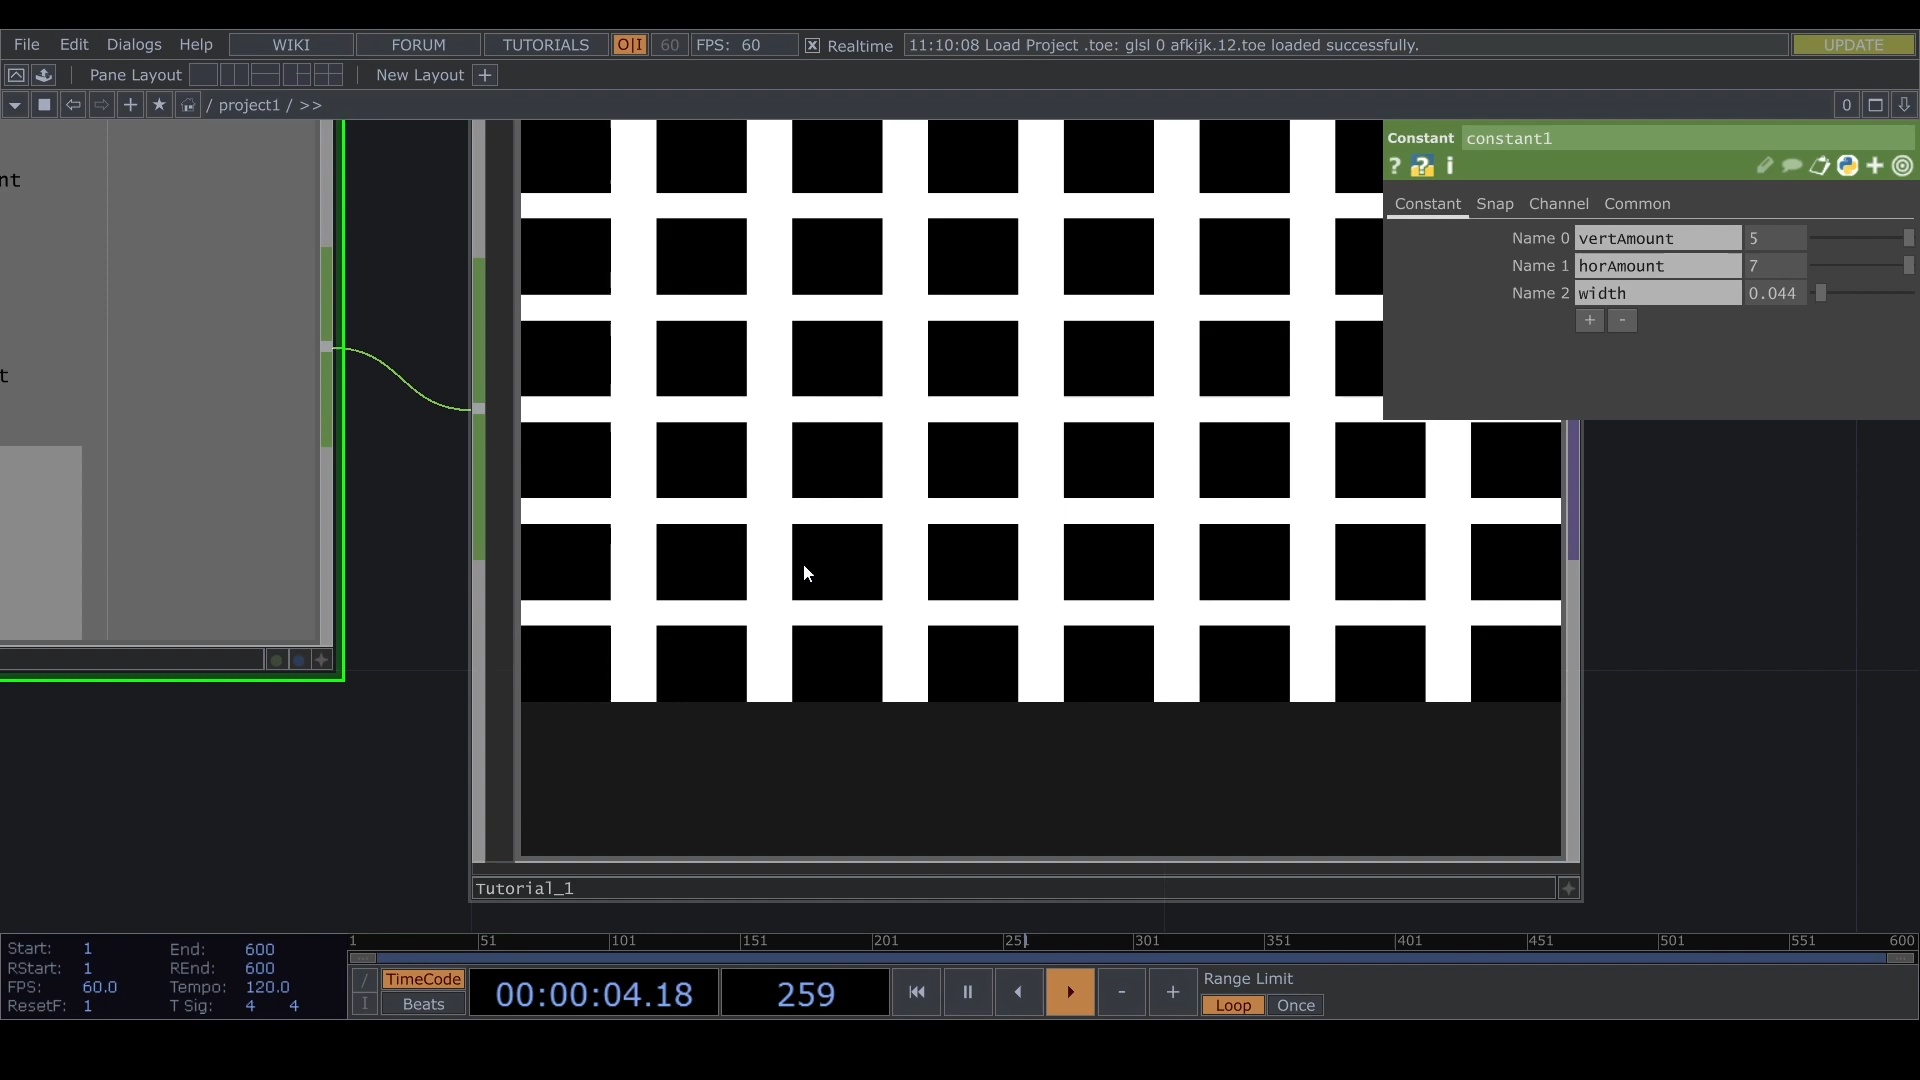 File Edit Dialogs Help WIKI FORUM TUTORIALS O|I 60 FPS: 60 Realtime 11:10:08 Load Project .toe: glsl 0 afkijk.12.toe loaded successfully. UPDATE
Pane Layout New Layout +
/ project1 / >> 0
Constant constant1
nt
Constant Snap Channel Common
Name 0 vertAmount 5
Name 1 horAmount 7
Name 2 width 0.044
+ -
t
Tutorial_1
1 51 101 151 201 251 301 351 401 451 501 551 600
Start: 1 End: 600
RStart: 1 REnd: 600
FPS: 60.0 Tempo: 120.0
ResetF: 1 T Sig: 4 4
TimeCode
Beats
00:00:04.18 259 - +
Range Limit
Loop Once